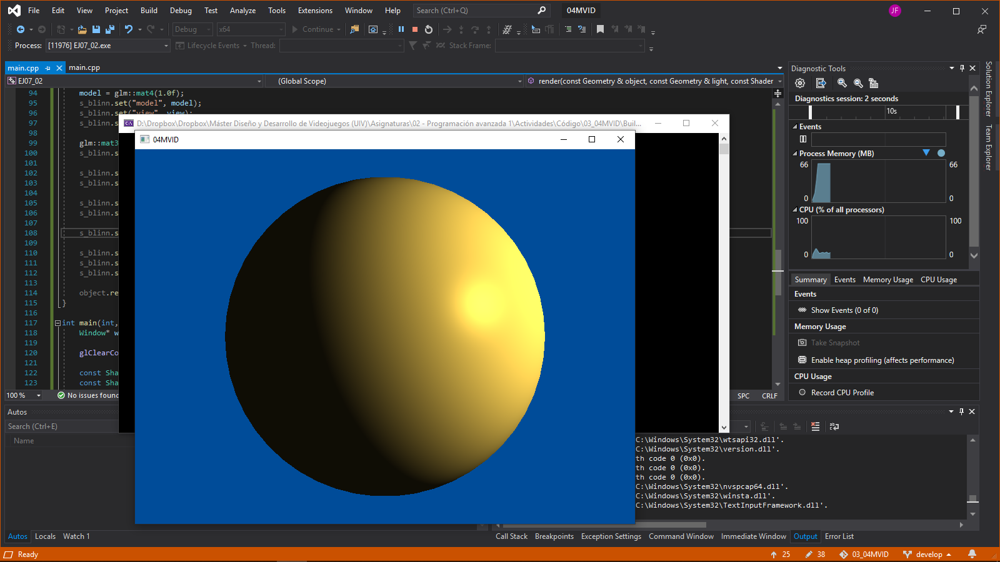 File Edit View Project Build Debug Test Analyze Tools Extensions Window Help Search (Ctrl+Q) 04MVID JF
Debug x64 Continue
Process: [11976] EJ07_02.exe Lifecycle Events Thread: Stack Frame:
main.cpp main.cpp
EJ07_02 (Global Scope) render(const Geometry & object, const Geometry & light, const Shader
94 model = glm::mat4(1.0f);
95 s_blinn.set("model", model);
96 s_blinn.set("view", view);
97 s_blinn.s
98
99 glm::mat3
100 s_blinn.s
101
102 s_blinn.s
103 s_blinn.s
104
105 s_blinn.s
106 s_blinn.s
107
108 s_blinn.s
109
110 s_blinn.s
111 s_blinn.s
112 s_blinn.s
113
114 object.re
115 }
116
117 int main(int,
118 Window* w
119
120 glClearCo
121
122 const Sha
123 const Sha
100 % No issues found
SPC CRLF
D:\Dropbox\Dropbox\Máster Diseño y Desarrollo de Videojuegos (UIV)\Asignaturas\02 - Programación avanzada 1\Actividades\Código\03_04MVID\Buil...
04MVID
Diagnostic Tools
Diagnostics session: 2 seconds
10s
Events
Process Memory (MB)
66 66
0 0
CPU (% of all processors)
100 100
0 0
Summary Events Memory Usage CPU Usage
Events
Show Events (0 of 0)
Memory Usage
Take Snapshot
Enable heap profiling (affects performance)
CPU Usage
Record CPU Profile
Solution Explorer
Team Explorer
Autos
Search (Ctrl+E)
Name
C:\Windows\System32\wtsapi32.dll'.
C:\Windows\System32\version.dll'.
th code 0 (0x0).
th code 0 (0x0).
th code 0 (0x0).
C:\Windows\System32\nvspcap64.dll'.
C:\Windows\System32\winsta.dll'.
C:\Windows\System32\TextInputFramework.dll'.
Autos Locals Watch 1
Call Stack Breakpoints Exception Settings Command Window Immediate Window Output Error List
Ready 25 38 03_04MVID develop